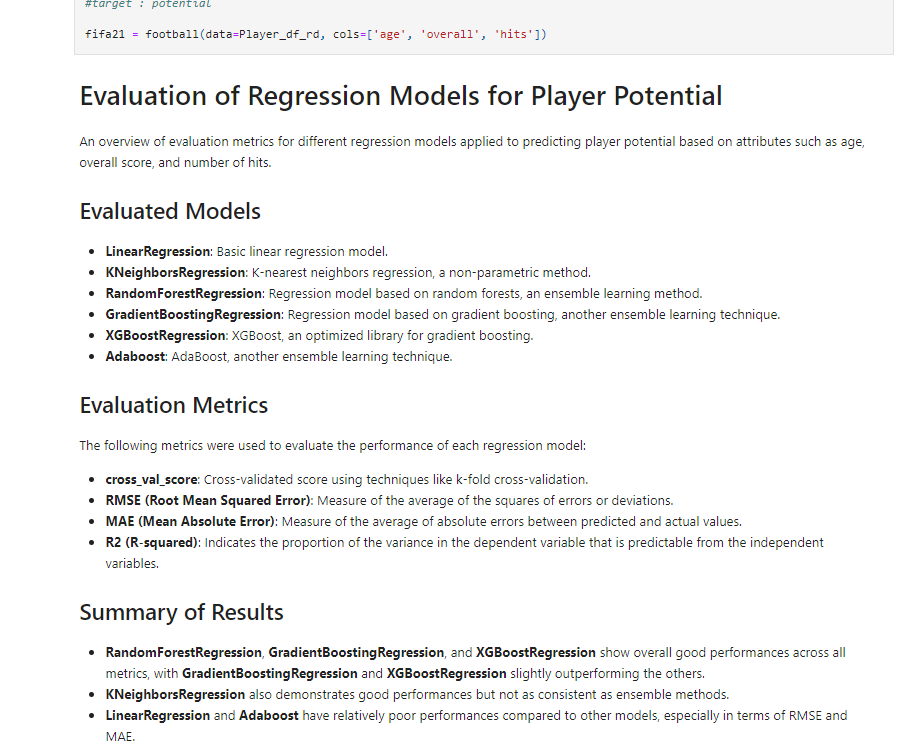 #target : potential
fifa21 = football(data=Player_df_rd, cols=['age', 'overall', 'hits'])
Evaluation of Regression Models for Player Potential
An overview of evaluation metrics for different regression models applied to predicting player potential based on attributes such as age,
overall score, and number of hits.
Evaluated Models
• LinearRegression: Basic linear regression model.
• KNeighborsRegression: K-nearest neighbors regression, a non-parametric method.
• RandomForestRegression: Regression model based on random forests, an ensemble learning method.
• GradientBoostingRegression: Regression model based on gradient boosting, another ensemble learning technique.
• XGBoostRegression: XGBoost, an optimized library for gradient boosting.
• Adaboost: AdaBoost, another ensemble learning technique.
Evaluation Metrics
The following metrics were used to evaluate the performance of each regression model:
• cross_val_score: Cross-validated score using techniques like k-fold cross-validation.
• RMSE (Root Mean Squared Error): Measure of the average of the squares of errors or deviations.
• MAE (Mean Absolute Error): Measure of the average of absolute errors between predicted and actual values.
• R2 (R-squared): Indicates the proportion of the variance in the dependent variable that is predictable from the independent
variables.
Summary of Results
• RandomForestRegression, GradientBoostingRegression, and XGBoostRegression show overall good performances across all
metrics, with GradientBoostingRegression and XGBoostRegression slightly outperforming the others.
• KNeighborsRegression also demonstrates good performances but not as consistent as ensemble methods.
• LinearRegression and Adaboost have relatively poor performances compared to other models, especially in terms of RMSE and
MAE.